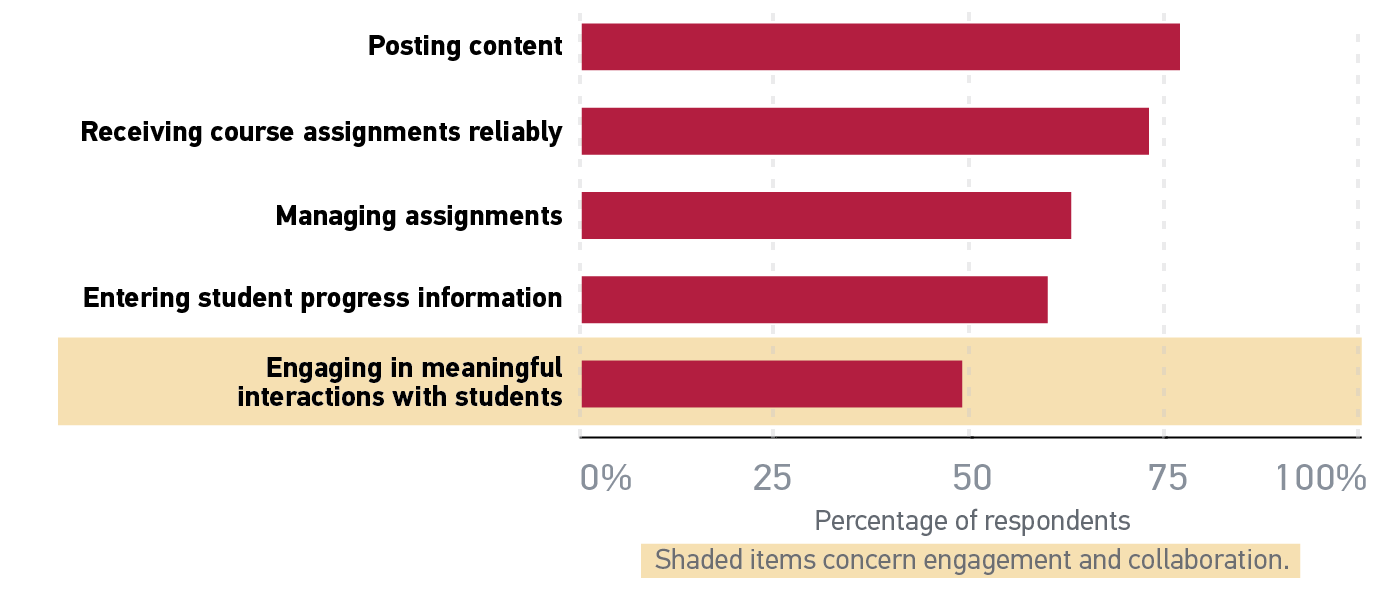 Posting content
Receiving course assignments reliably
Managing assignments
Entering student progress information
Engaging in meaningful
interactions with students
0% 25 50 75 100%
Percentage of respondents
Shaded items concern engagement and collaboration.